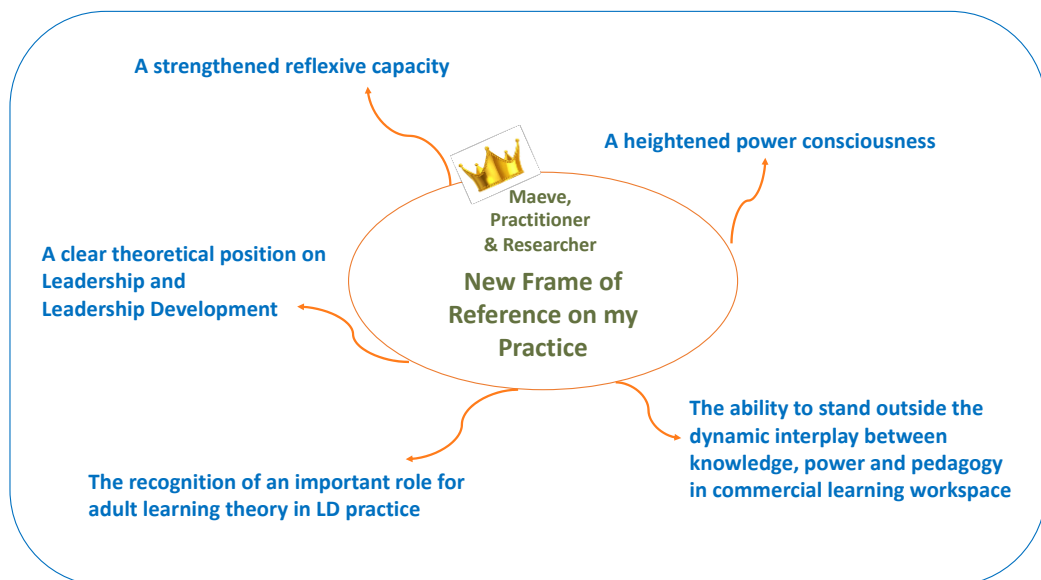 A strengthened reflexive capacity
A heightened power consciousness
Maeve,
Practitioner
& Researcher
New Frame of
Reference on my
Practice
A clear theoretical position on
Leadership and
Leadership Development
The ability to stand outside the
dynamic interplay between
knowledge, power and pedagogy
in commercial learning workspace
The recognition of an important role for
adult learning theory in LD practice